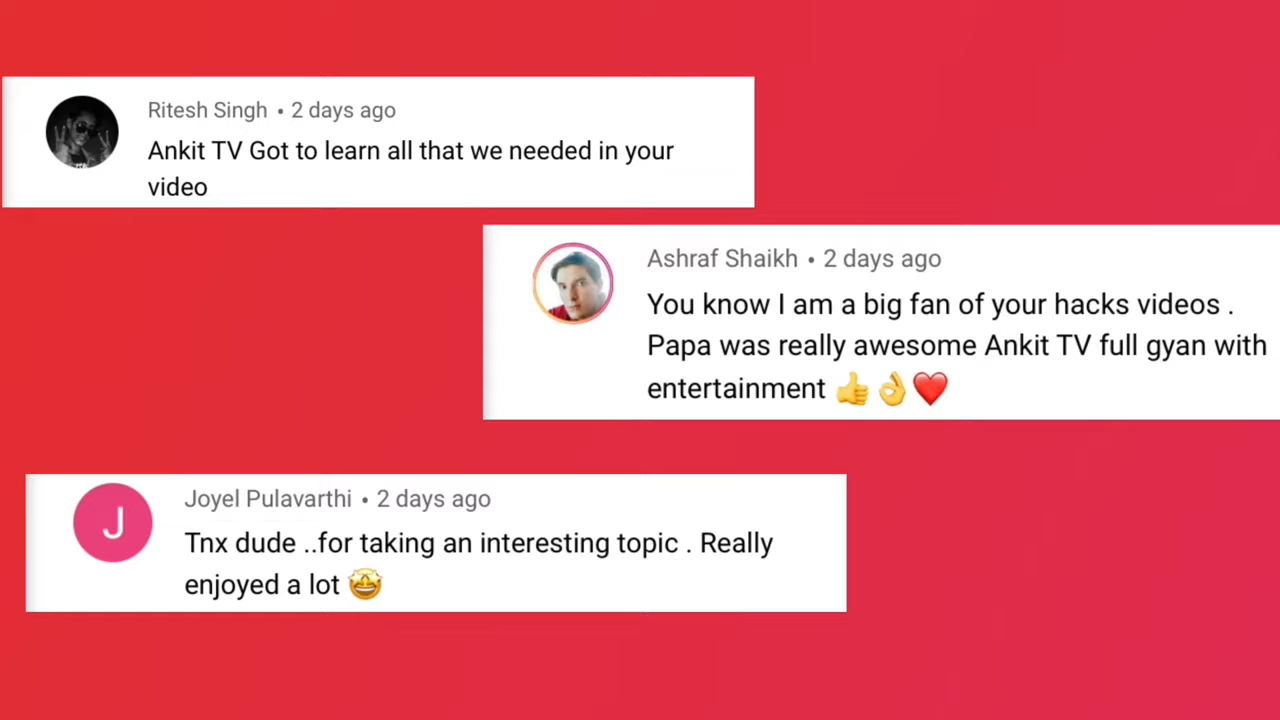 Ritesh Singh • 2 days ago
Ankit TV Got to learn all that we needed in your
video
Ashraf Shaikh • 2 days ago
You know I am a big fan of your hacks videos .
Papa was really awesome Ankit TV full gyan with
entertainment 👍👌❤️
J
Joyel Pulavarthi • 2 days ago
Tnx dude ..for taking an interesting topic . Really
enjoyed a lot 🤩